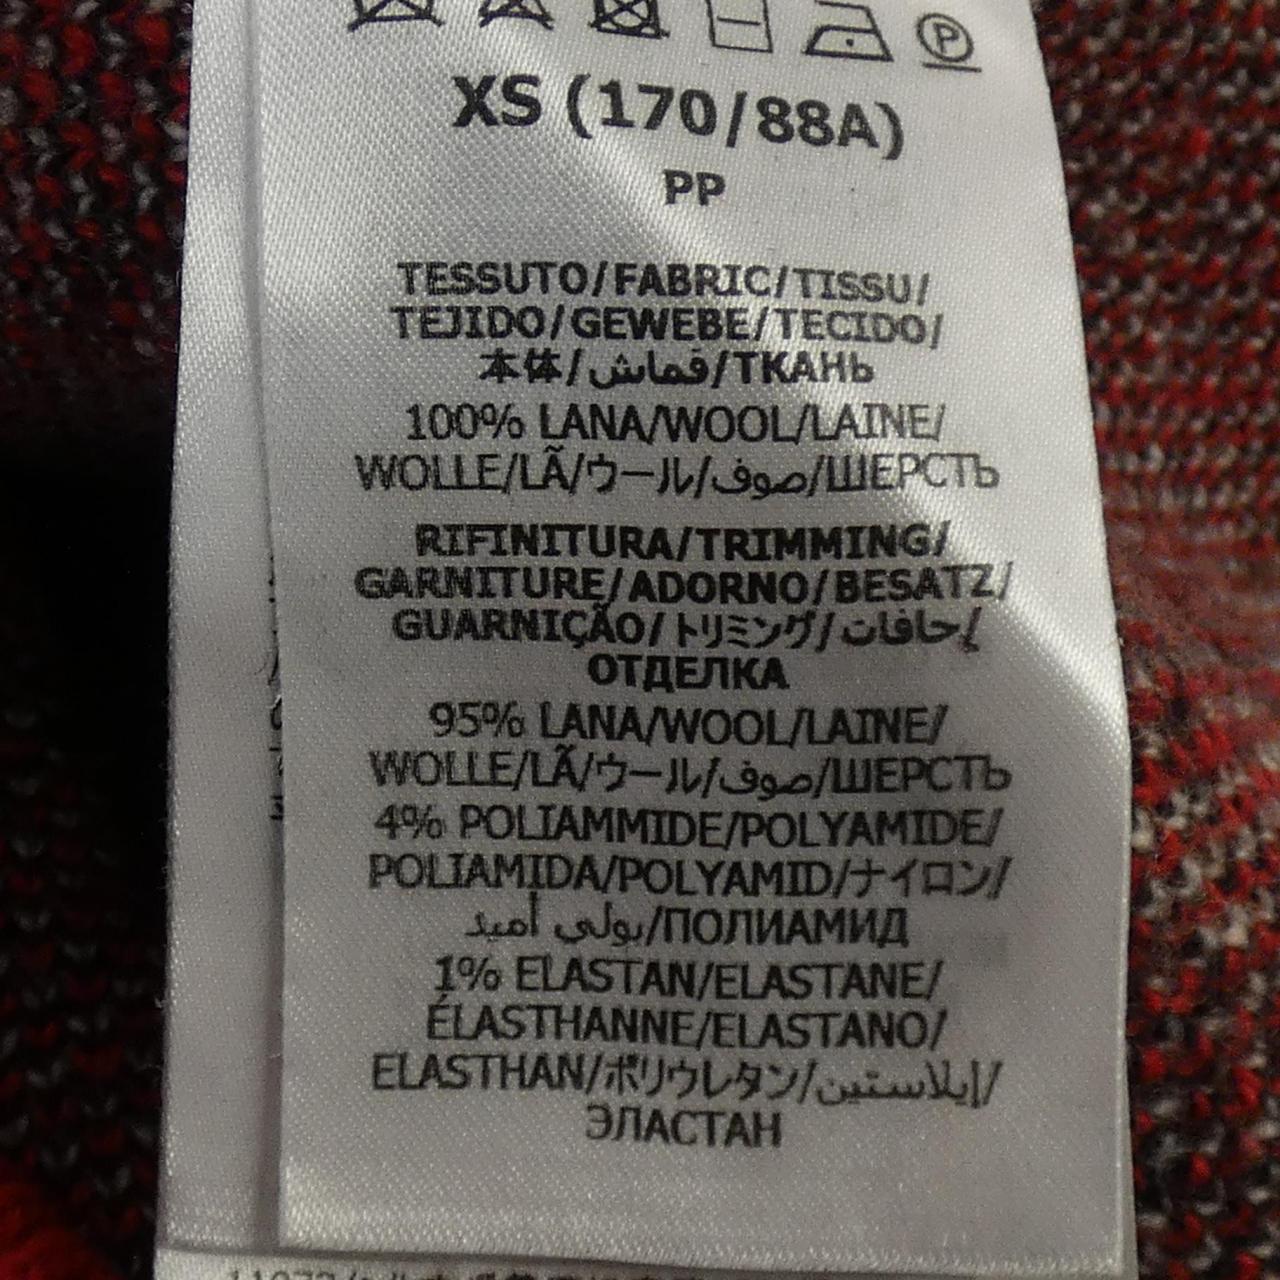 XS (170/88A)
PP
TESSUTO/FABRIC/TISSU/
TEJIDO/GEWEBE/TECIDO/
本体/قماش/ТКАНЬ
100% LANA/WOOL/LAINE/
WOLLE/LÃ/ウール/صوف/ШЕРСТЬ
RIFINITURA/TRIMMING/
GARNITURE/ADORNO/BESATZ/
GUARNIÇÃO/トリミング/حافات/
ОТДЕЛКА
95% LANA/WOOL/LAINE/
WOLLE/LÃ/ウール/صوف/ШЕРСТЬ
4% POLIAMMIDE/POLYAMIDE/
POLIAMIDA/POLYAMID/ナイロン/
بولي أميد/ПОЛИАМИД
1% ELASTAN/ELASTANE/
ÉLASTHANNE/ELASTANO/
ELASTHAN/ポリウレタン/إيلاستين/
ЭЛАСТАН